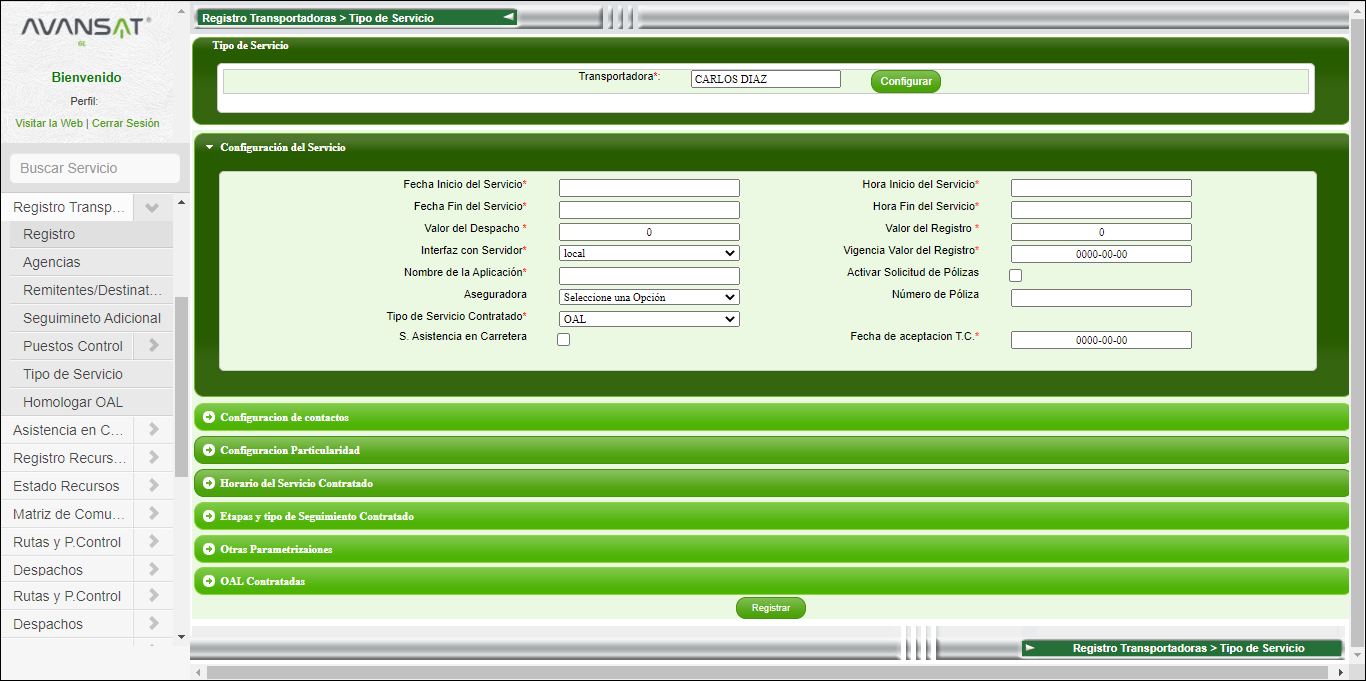 AVANSAT
GL
Bienvenido
Perfil:
Visitar la Web | Cerrar Sesión
Buscar Servicio
Registro Transp...
Registro
Agencias
Remitentes/Destinat...
Seguimineto Adicional
Puestos Control
Tipo de Servicio
Homologar OAL
Asistencia en C...
Registro Recurs...
Estado Recursos
Matriz de Comu...
Rutas y P.Control
Despachos
Rutas y P.Control
Despachos
Registro Transportadoras > Tipo de Servicio
Tipo de Servicio
Transportadora*: CARLOS DIAZ Configurar
Configuración del Servicio
Fecha Inicio del Servicio* Hora Inicio del Servicio*
Fecha Fin del Servicio* Hora Fin del Servicio*
Valor del Despacho * 0 Valor del Registro * 0
Interfaz con Servidor* local Vigencia Valor del Registro* 0000-00-00
Nombre de la Aplicación* Activar Solicitud de Pólizas
Aseguradora Seleccione una Opción Número de Póliza
Tipo de Servicio Contratado* OAL
S. Asistencia en Carretera Fecha de aceptacion T.C.* 0000-00-00
Configuracion de contactos
Configuracion Particularidad
Horario del Servicio Contratado
Etapas y tipo de Seguimiento Contratado
Otras Parametrizaiones
OAL Contratadas
Registrar
Registro Transportadoras > Tipo de Servicio